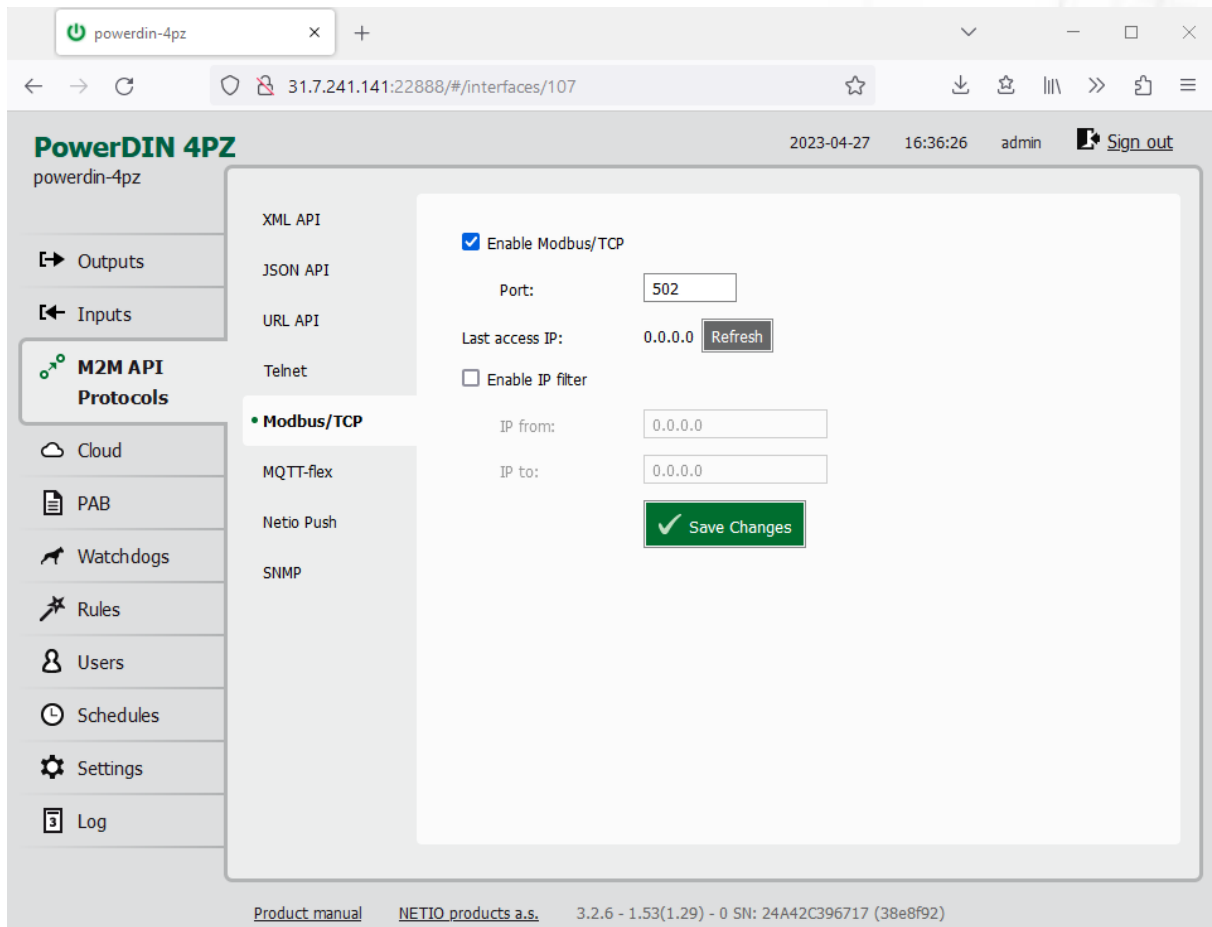 powerdin-4pz
31.7.241.141:22888/#/interfaces/107
PowerDIN 4PZ
powerdin-4pz
2023-04-27 16:36:26 admin Sign out
Outputs
Inputs
M2M API
Protocols
Cloud
PAB
Watchdogs
Rules
Users
Schedules
Settings
3 Log
XML API
JSON API
URL API
Telnet
• Modbus/TCP
MQTT-flex
Netio Push
SNMP
Enable Modbus/TCP
Port: 502
Last access IP: 0.0.0.0 Refresh
Enable IP filter
IP from: 0.0.0.0
IP to: 0.0.0.0
Save Changes
Product manual NETIO products a.s. 3.2.6 - 1.53(1.29) - 0 SN: 24A42C396717 (38e8f92)